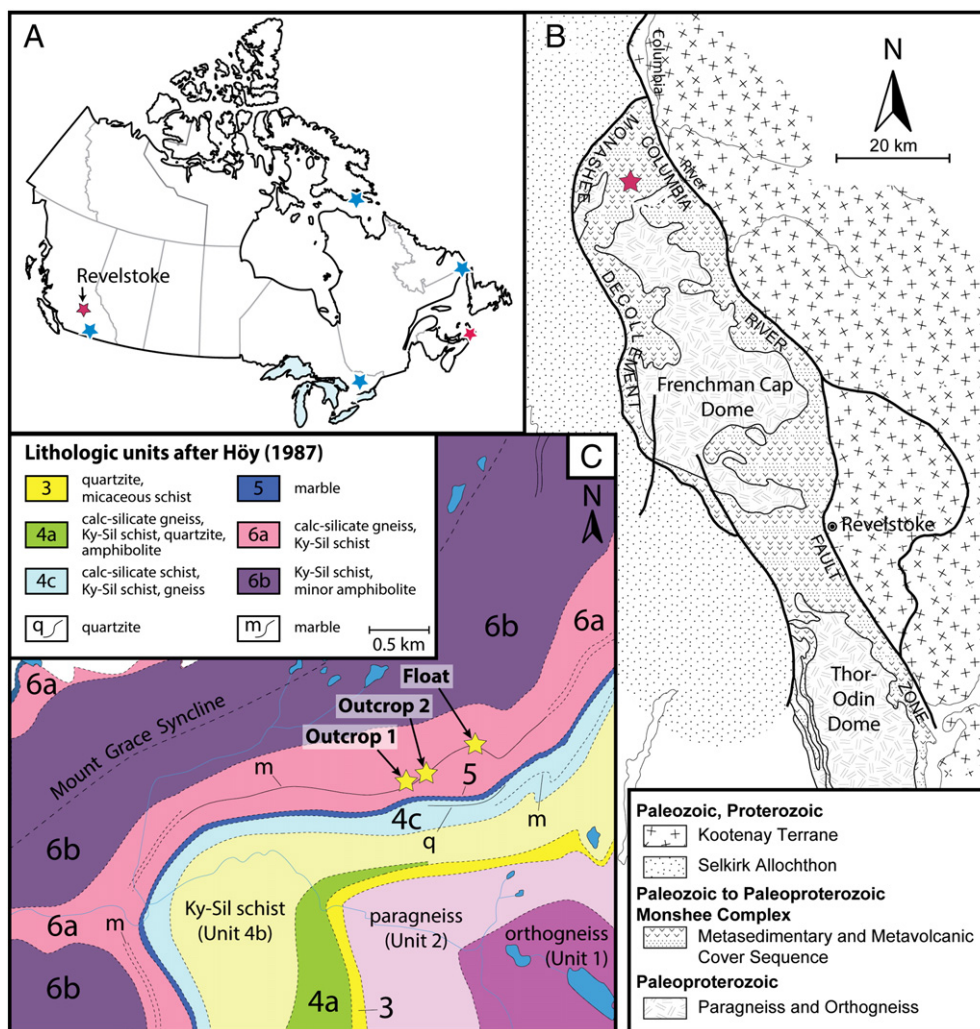 A
Revelstoke
B
N
20 km
Columbia
River
MONASHEE
DECOLLEMENT
COLUMBIA
RIVER
FAULT
ZONE
Frenchman Cap
Dome
Revelstoke
Thor-
Odin
Dome
Paleozoic, Proterozoic
Kootenay Terrane
Selkirk Allochthon
Paleozoic to Paleoproterozoic
Monshee Complex
Metasedimentary and Metavolcanic
Cover Sequence
Paleoproterozoic
Paragneiss and Orthogneiss
C
N
Lithologic units after Höy (1987)
3
quartzite,
micaceous schist
4a
calc-silicate gneiss,
Ky-Sil schist, quartzite,
amphibolite
4c
calc-silicate schist,
Ky-Sil schist, gneiss
q
quartzite
5
marble
6a
calc-silicate gneiss,
Ky-Sil schist
6b
Ky-Sil schist,
minor amphibolite
m
marble
0.5 km
6b
6a
6a
Float
Outcrop 2
Outcrop 1
Mount Grace Syncline
m
5
4c
q
m
6b
Ky-Sil schist
(Unit 4b)
paragneiss
(Unit 2)
orthogneiss
(Unit 1)
6a
m
6b
4a
3